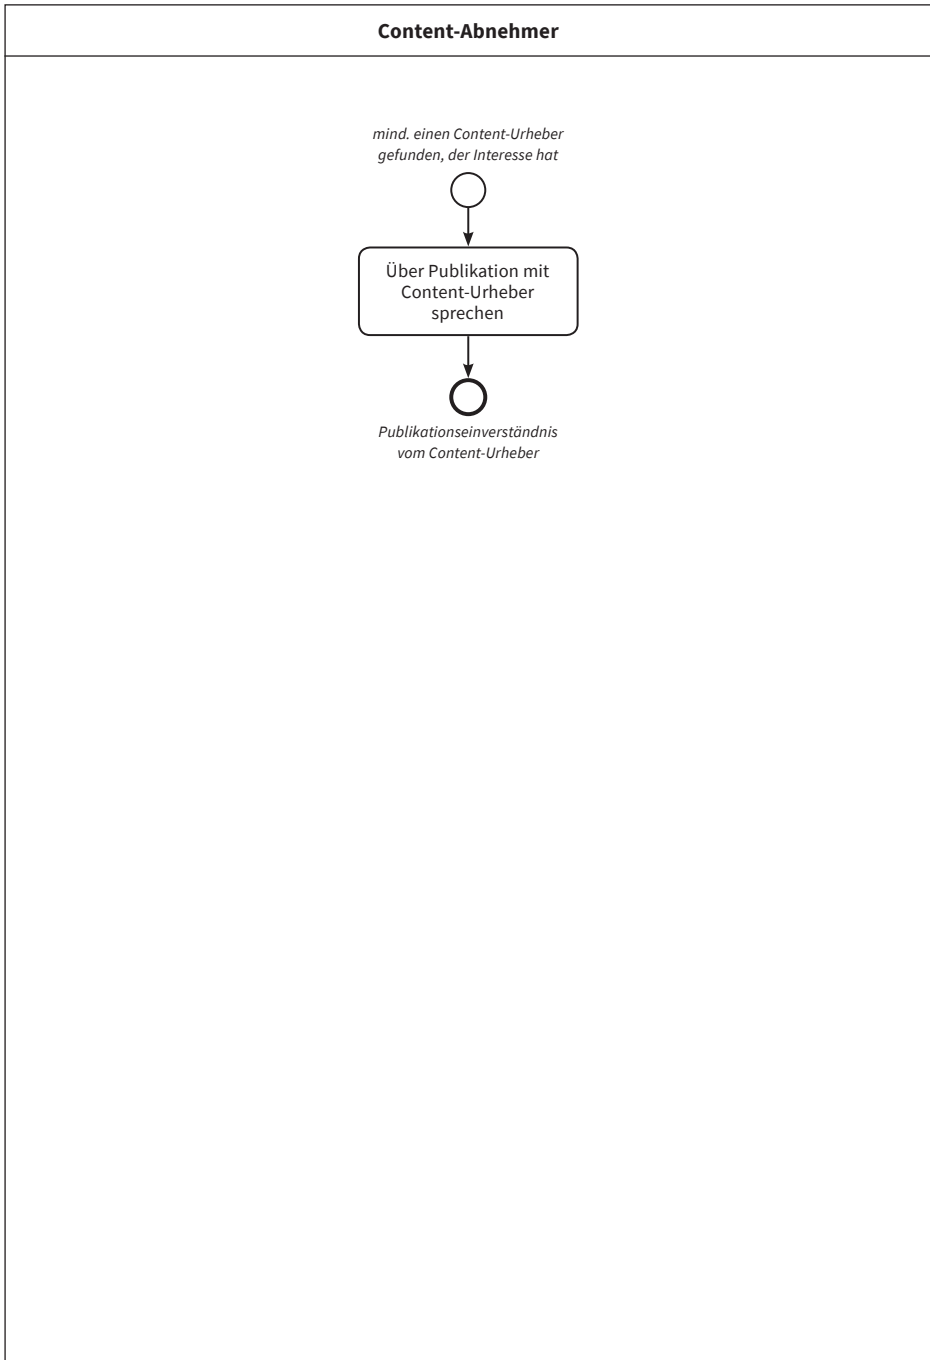 Content-Abnehmer
mind. einen Content-Urheber
gefunden, der Interesse hat
Über Publikation mit
Content-Urheber
sprechen
Publikationseinverständnis
vom Content-Urheber